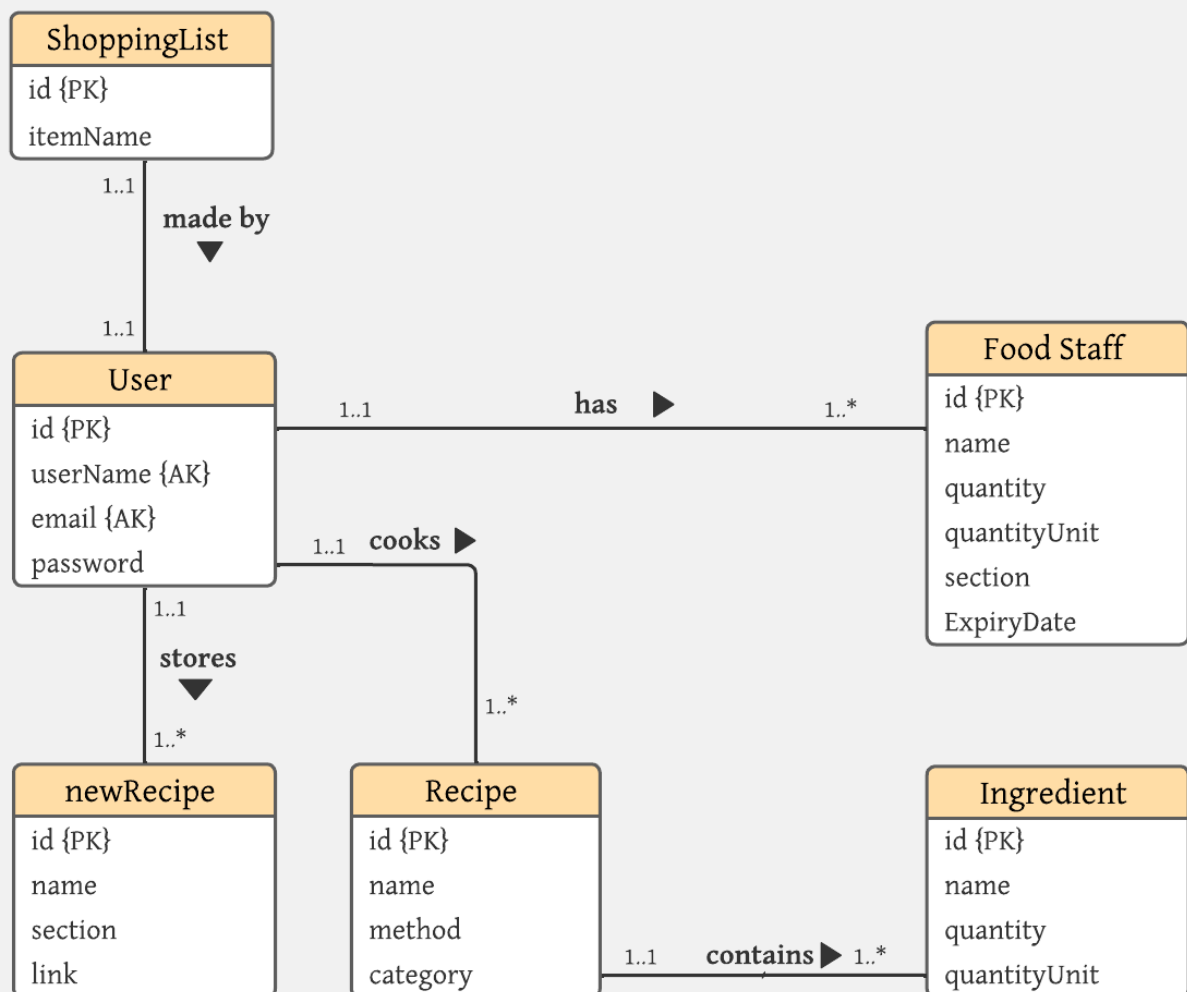 ShoppingList
id {PK}
itemName
1..1
made by
1..1
User
id {PK}
userName {AK}
email {AK}
password
1..1
has
1..*
Food Staff
id {PK}
name
quantity
quantityUnit
section
ExpiryDate
1..1
cooks
1..*
1..1
stores
1..*
newRecipe
id {PK}
name
section
link
Recipe
id {PK}
name
method
category
1..1
contains
1..*
Ingredient
id {PK}
name
quantity
quantityUnit